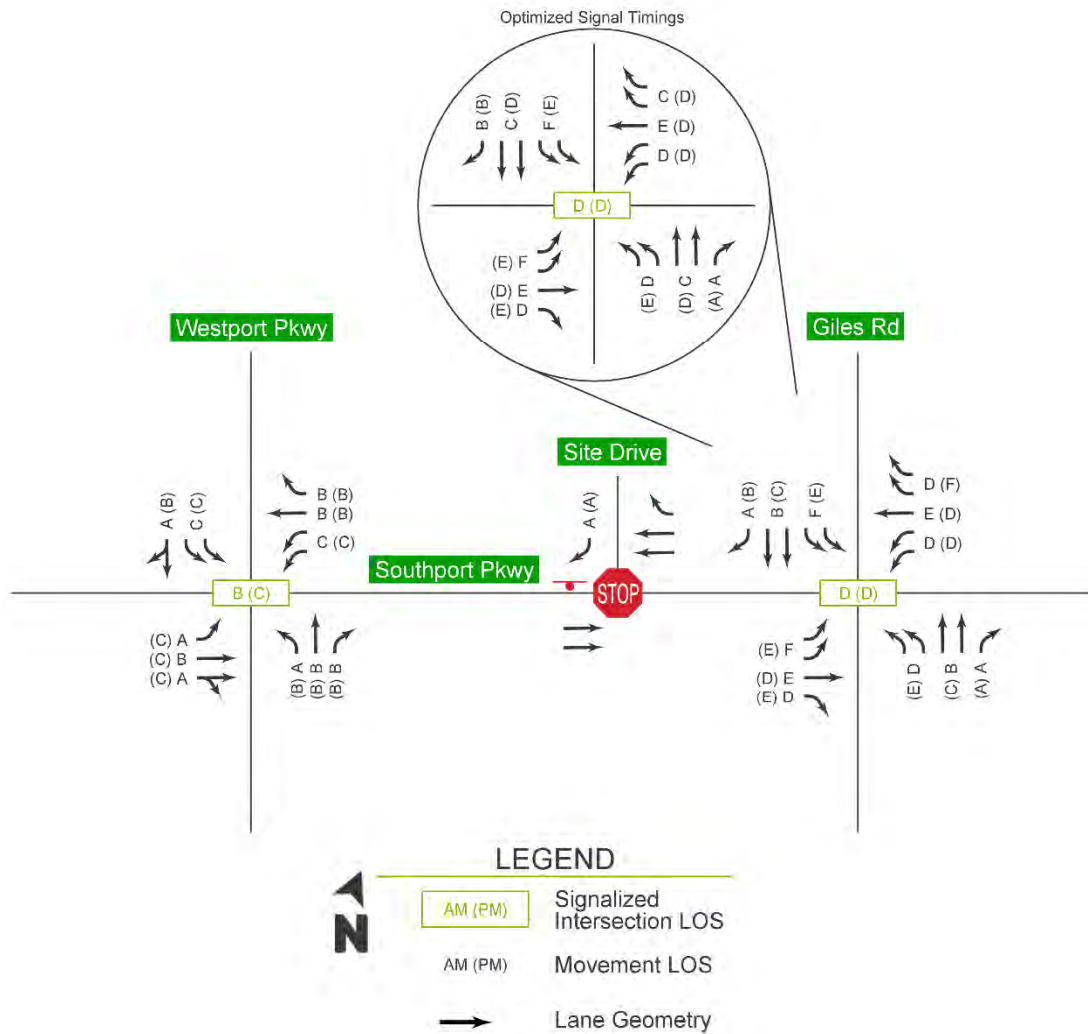 Optimized Signal Timings
B (B)
C (D)
F (E)
C (D)
E (D)
D (D)
D (D)
(E) F
(D) E
(E) D
(E) D
(D) C
(A) A
Westport Pkwy
Giles Rd
Site Drive
A (B)
C (C)
B (B)
B (B)
C (C)
A (A)
A (B)
B (C)
F (E)
D (F)
E (D)
D (D)
Southport Pkwy
B (C)
STOP
D (D)
(C) A
(C) B
(C) A
(B) A
(B) B
(B) B
(E) F
(D) E
(E) D
(E) D
(C) B
(A) A
LEGEND
N
AM (PM)
Signalized
Intersection LOS
AM (PM)
Movement LOS
Lane Geometry